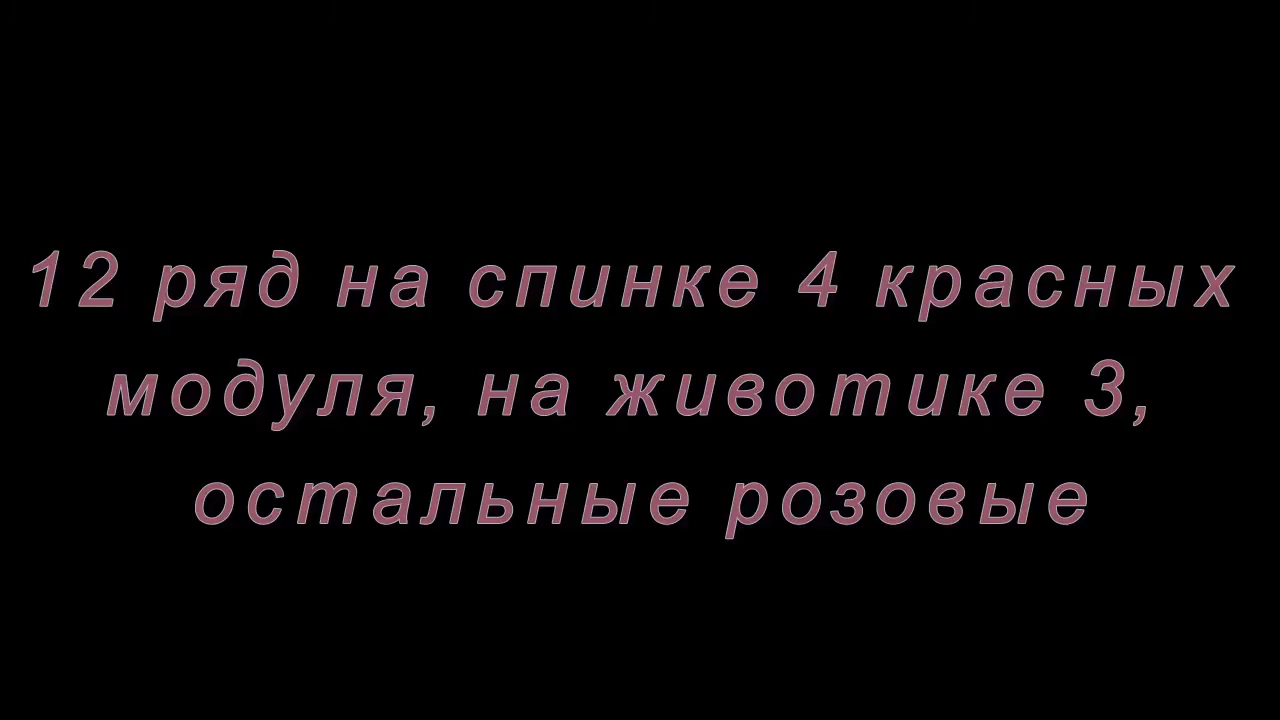 12 ряд на спинке 4 красных
модуля, на животике 3,
остальные розовые